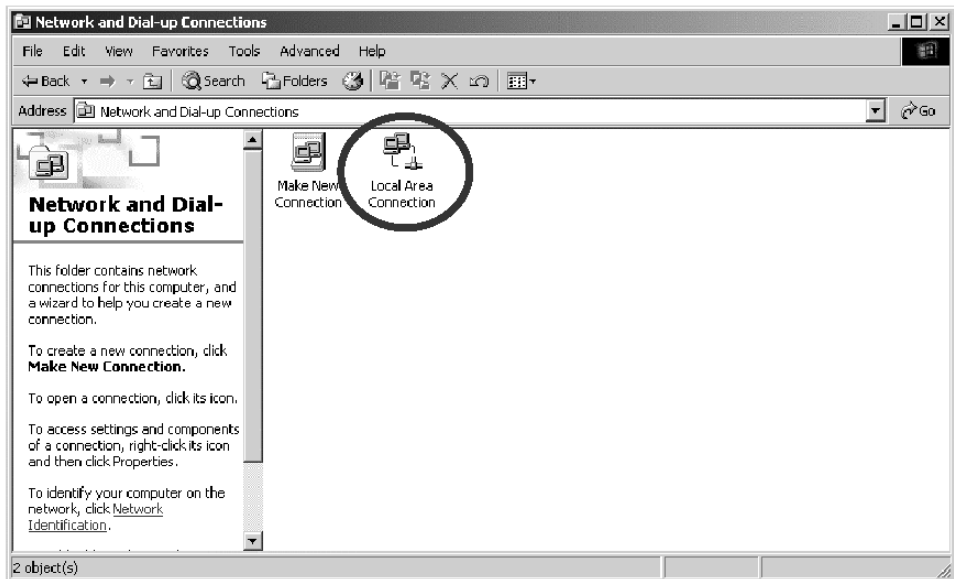 Network and Dial-up Connections
File Edit View Favorites Tools Advanced Help
Back Search Folders
Address Network and Dial-up Connections Go
Make New Connection
Local Area Connection
Network and Dial-
up Connections
This folder contains network
connections for this computer, and
a wizard to help you create a new
connection.
To create a new connection, click
Make New Connection.
To open a connection, click its icon.
To access settings and components
of a connection, right-click its icon
and then click Properties.
To identify your computer on the
network, click Network
Identification.
2 object(s)